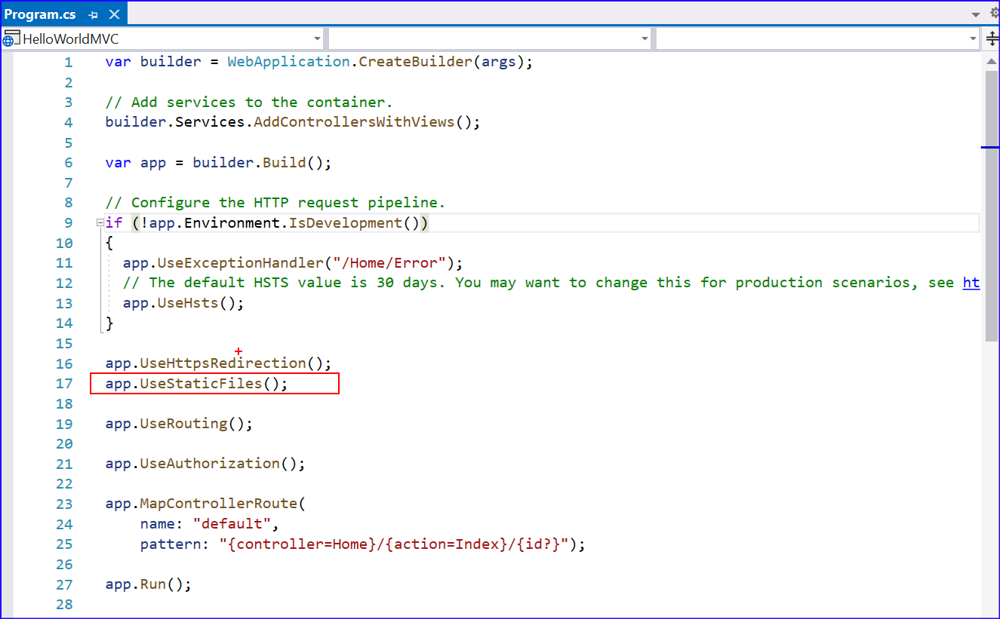 Program.cs
HelloWorldMVC
1 var builder = WebApplication.CreateBuilder(args);
2
3 // Add services to the container.
4 builder.Services.AddControllersWithViews();
5
6 var app = builder.Build();
7
8 // Configure the HTTP request pipeline.
9 if (!app.Environment.IsDevelopment())
10 {
11 app.UseExceptionHandler("/Home/Error");
12 // The default HSTS value is 30 days. You may want to change this for production scenarios, see ht
13 app.UseHsts();
14 }
15
16 app.UseHttpsRedirection();
17 app.UseStaticFiles();
18
19 app.UseRouting();
20
21 app.UseAuthorization();
22
23 app.MapControllerRoute(
24 name: "default",
25 pattern: "{controller=Home}/{action=Index}/{id?}");
26
27 app.Run();
28